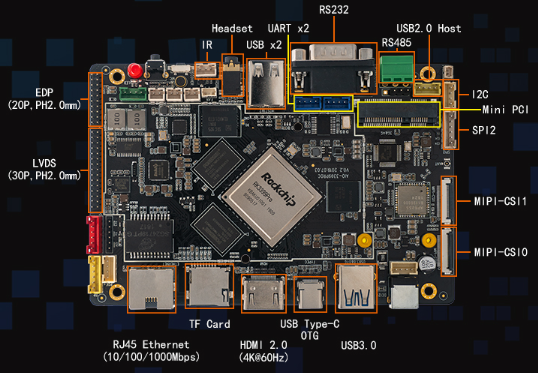 RS232
Headset
UART x2
USB2.0 Host
IR
USB x2
RS485
EDP
(20P,PH2.0mm)
I2C
Mini PCI
SPI2
LVDS
(30P,PH2.0mm)
Rockchip
MIPI-CSI1
MIPI-CSI0
RJ45 Ethernet
(10/100/1000Mbps)
TF Card
HDMI 2.0
(4K@60Hz)
USB Type-C
OTG
USB3.0